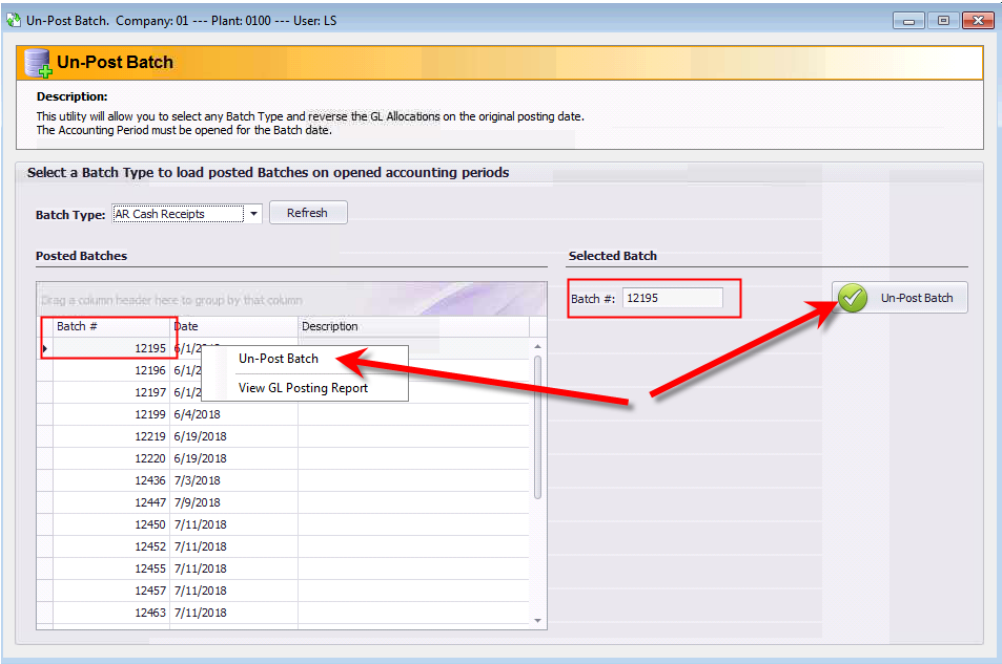 Un-Post Batch.  Company: 01 --- Plant: 0100 --- User: LS
Un-Post Batch
Description:
This utility will allow you to select any Batch Type and reverse the GL Allocations on the original posting date.
The Accounting Period must be opened for the Batch date.
Select a Batch Type to load posted Batches on opened accounting periods
Batch Type: AR Cash Receipts Refresh
Posted Batches
Selected Batch
Drag a column header here to group by that column
Batch #: 12195
Un-Post Batch
Batch # Date Description
12195
Un-Post Batch
12196
View GL Posting Report
12197
12199 6/4/2018
12219 6/19/2018
12220 6/19/2018
12436 7/3/2018
12447 7/9/2018
12450 7/11/2018
12452 7/11/2018
12455 7/11/2018
12457 7/11/2018
12463 7/11/2018